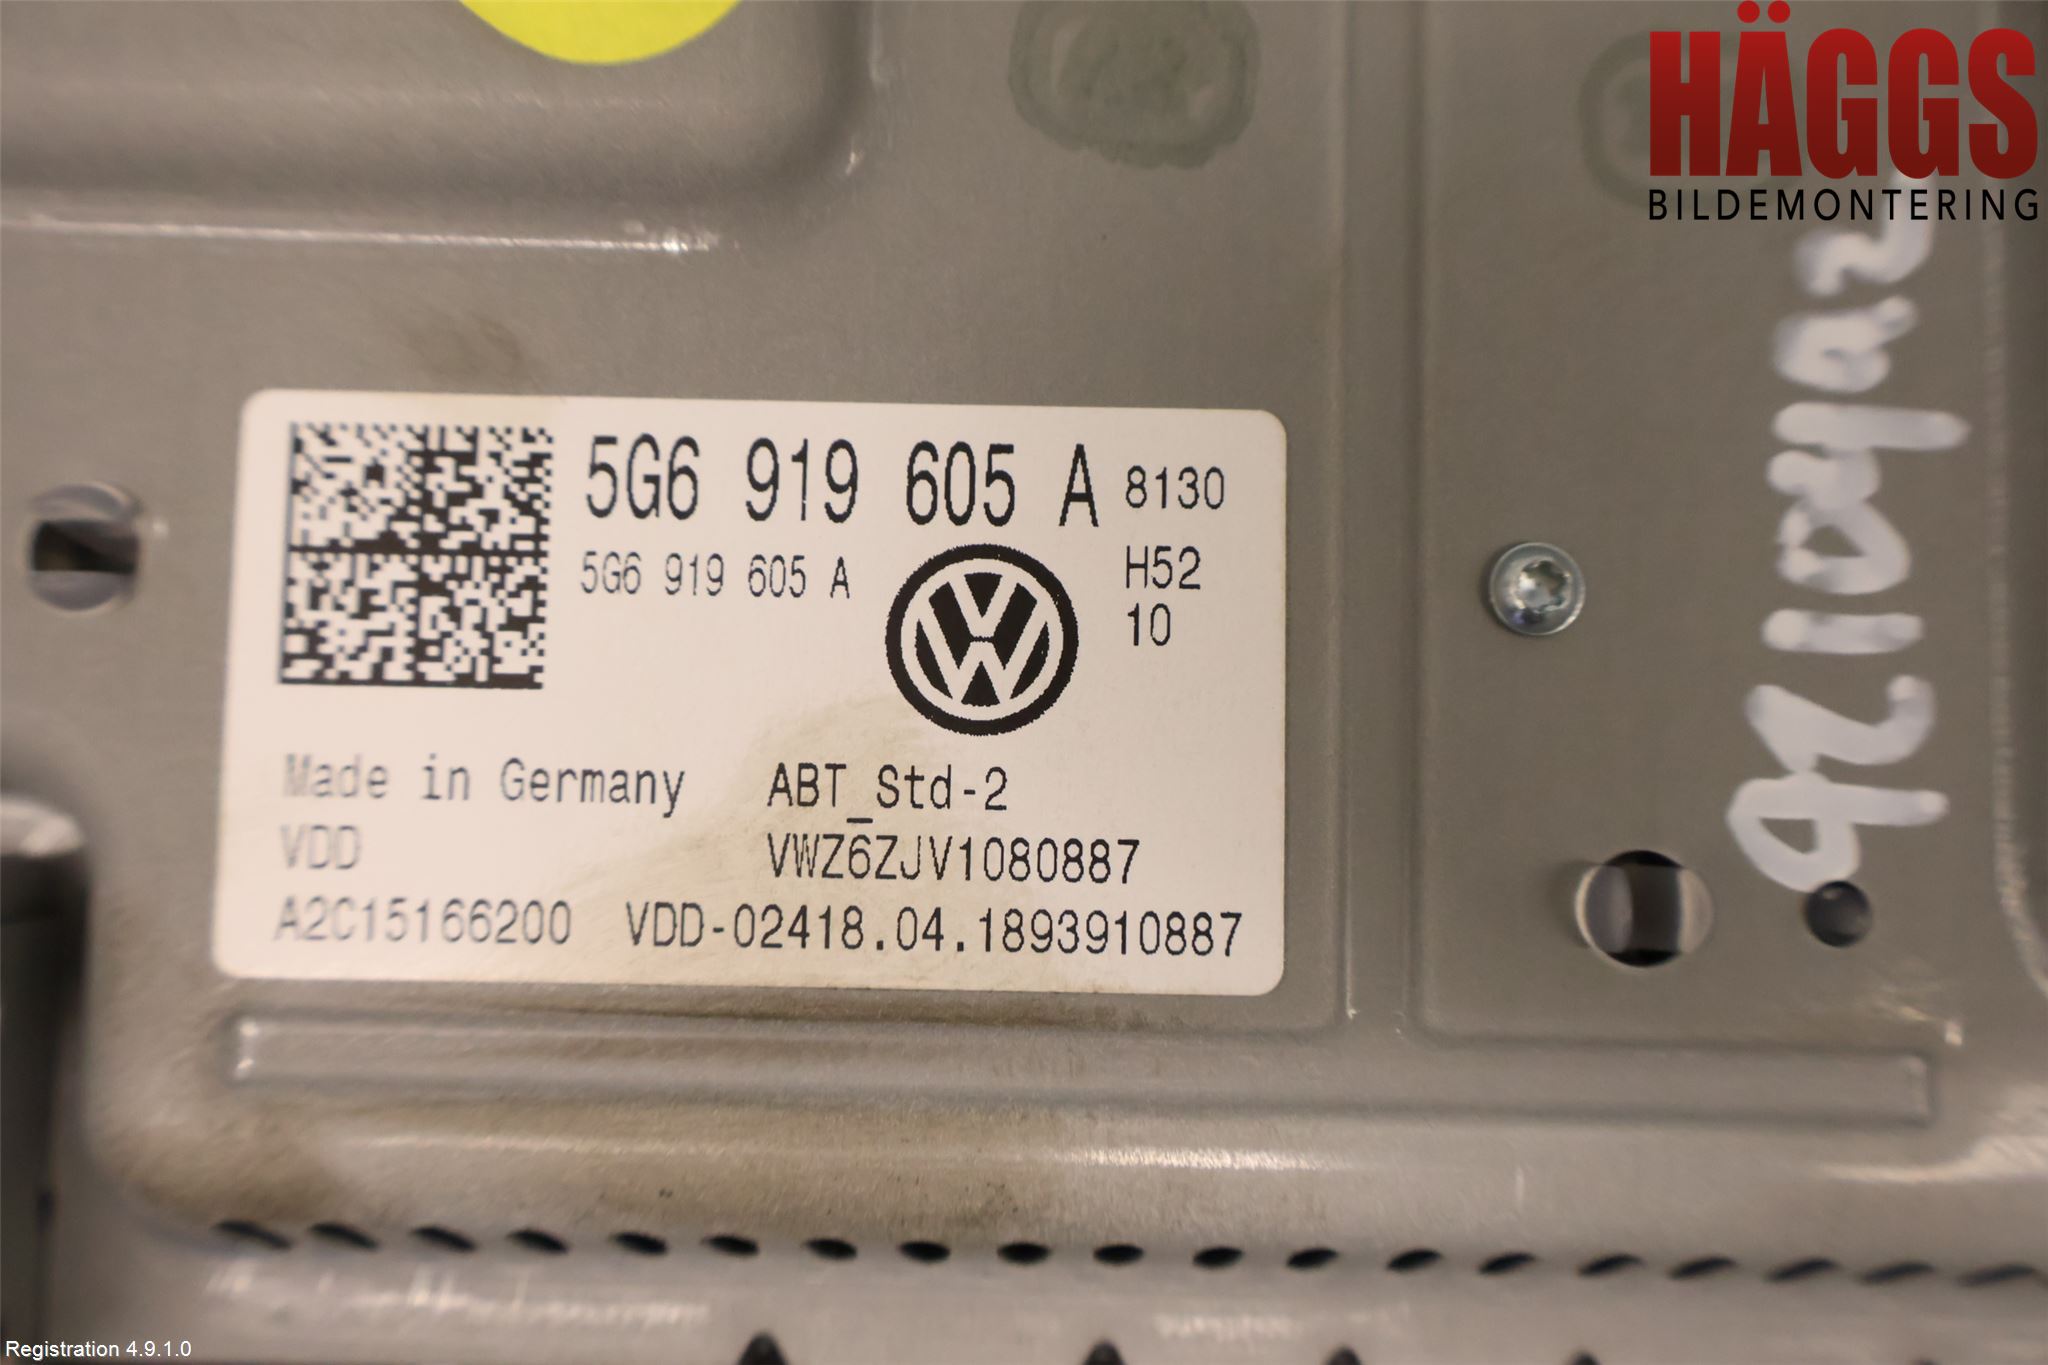 HÄGGS
BILDEMONTERING
5G6 919 605 A 8130
5G6 919 605 A
H52
10
Made in Germany ABT_Std-2
VDD VWZ6ZJV1080887
A2C15166200 VDD-02418.04.1893910887
Registration 4.9.1.0